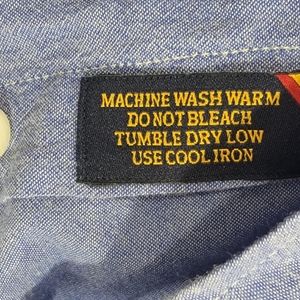 MACHINE WASH WARM
DO NOT BLEACH
TUMBLE DRY LOW
USE COOL IRON